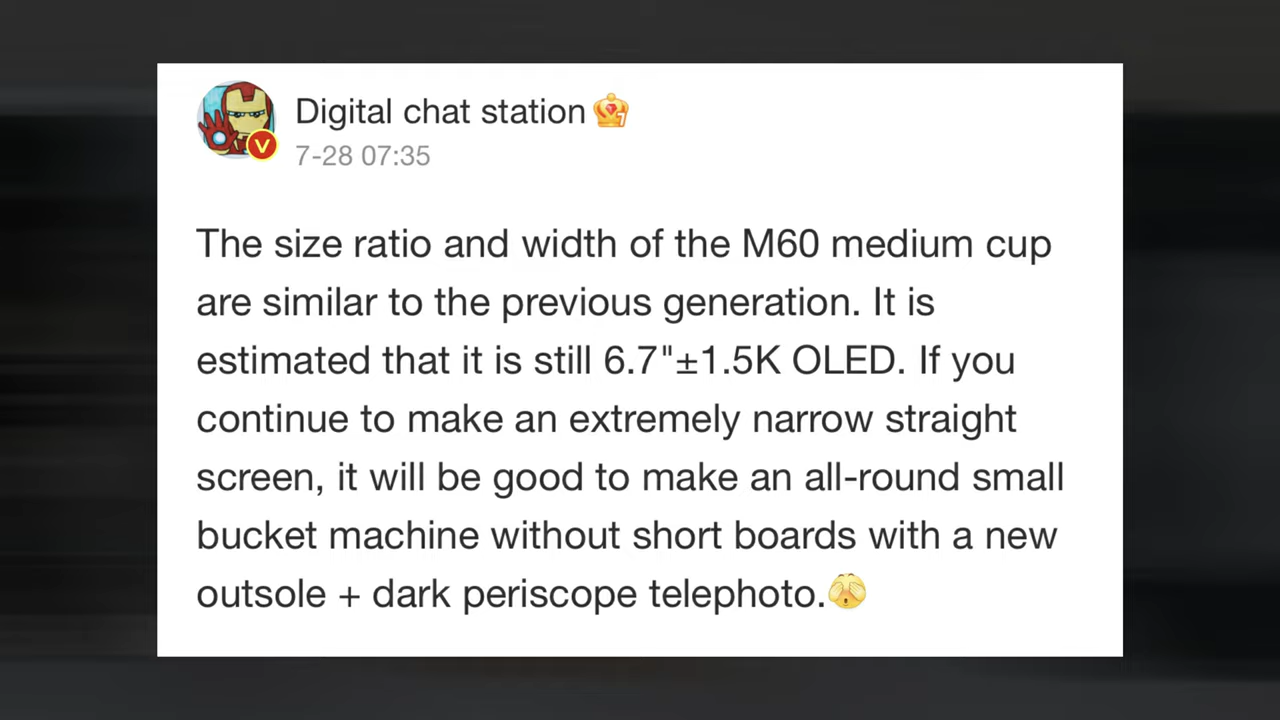 Digital chat station
7-28 07:35
The size ratio and width of the M60 medium cup
are similar to the previous generation. It is
estimated that it is still 6.7"±1.5K OLED. If you
continue to make an extremely narrow straight
screen, it will be good to make an all-round small
bucket machine without short boards with a new
outsole + dark periscope telephoto.🫣